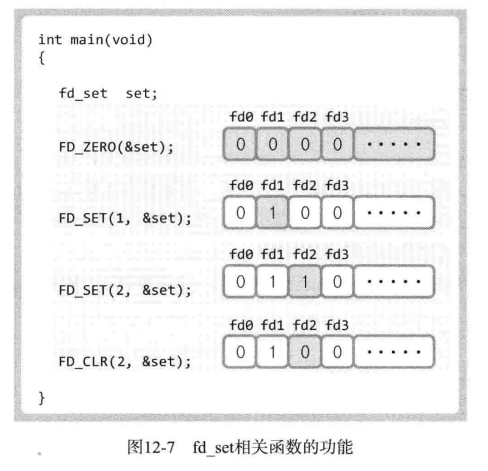 int main(void)
{
fd_set set;
fd0 fd1 fd2 fd3
FD_ZERO(&set); 0 0 0 0 ·····
fd0 fd1 fd2 fd3
FD_SET(1, &set); 0 1 0 0 ·····
fd0 fd1 fd2 fd3
FD_SET(2, &set); 0 1 1 0 ·····
fd0 fd1 fd2 fd3
FD_CLR(2, &set); 0 1 0 0 ·····
}
图12-7 fd_set相关函数的功能